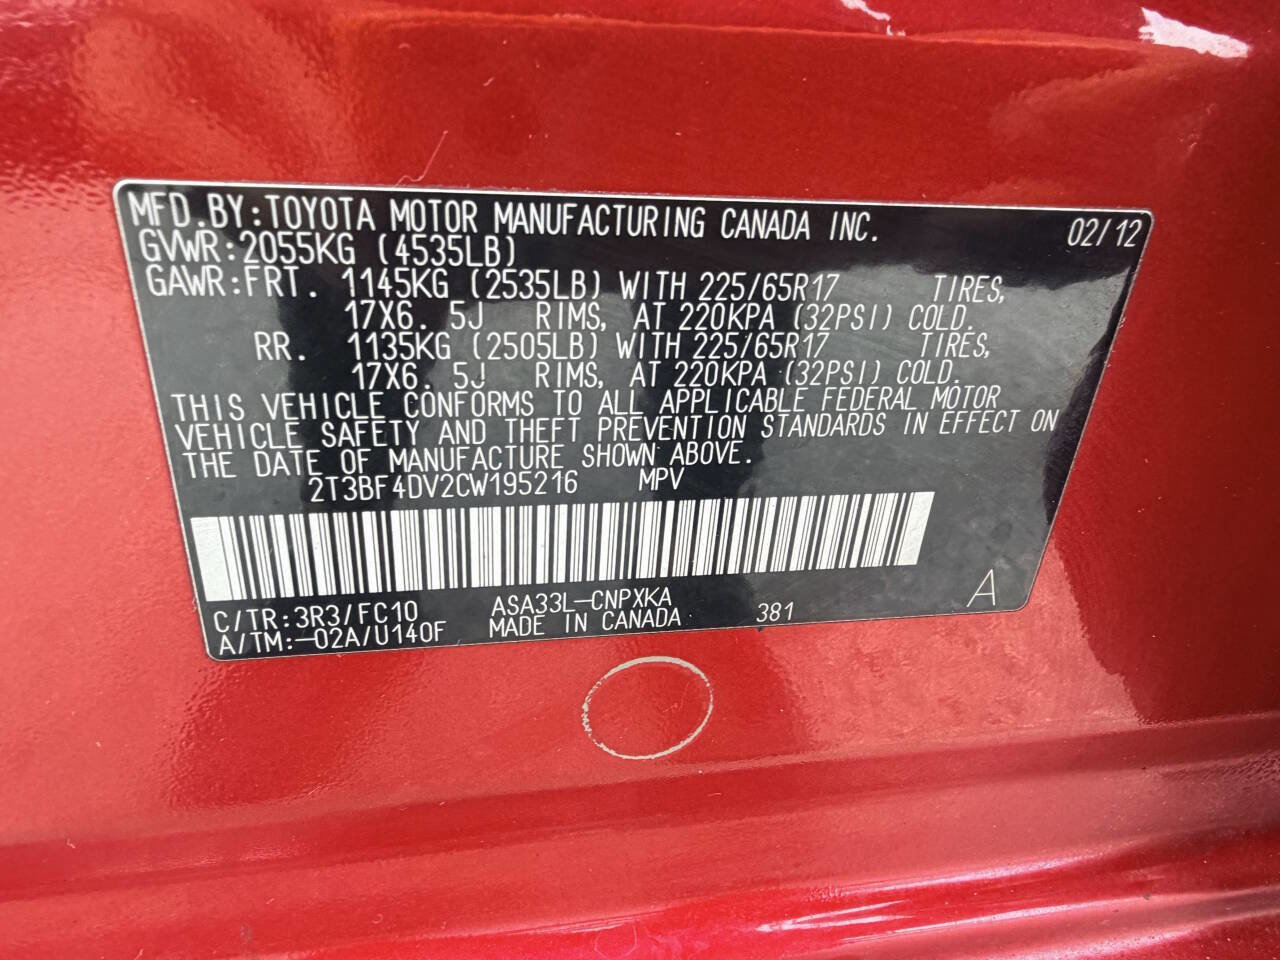 MFD.BY:TOYOTA MOTOR MANUFACTURING CANADA INC. 02/12
GVWR:2055KG (4535LB)
GAWR:FRT. 1145KG (2535LB) WITH 225/65R17 TIRES,
17X6. 5J RIMS, AT 220KPA (32PSI) COLD.
RR. 1135KG (2505LB) WITH 225/65R17 TIRES,
17X6. 5J RIMS, AT 220KPA (32PSI) COLD.
THIS VEHICLE CONFORMS TO ALL APPLICABLE FEDERAL MOTOR
VEHICLE SAFETY AND THEFT PREVENTION STANDARDS IN EFFECT ON
THE DATE OF MANUFACTURE SHOWN ABOVE.
2T3BF4DV2CW195216 MPV
C/TR:3R3/FC10 ASA33L-CNPXKA 381 A
A/TM:-02A/U140F MADE IN CANADA